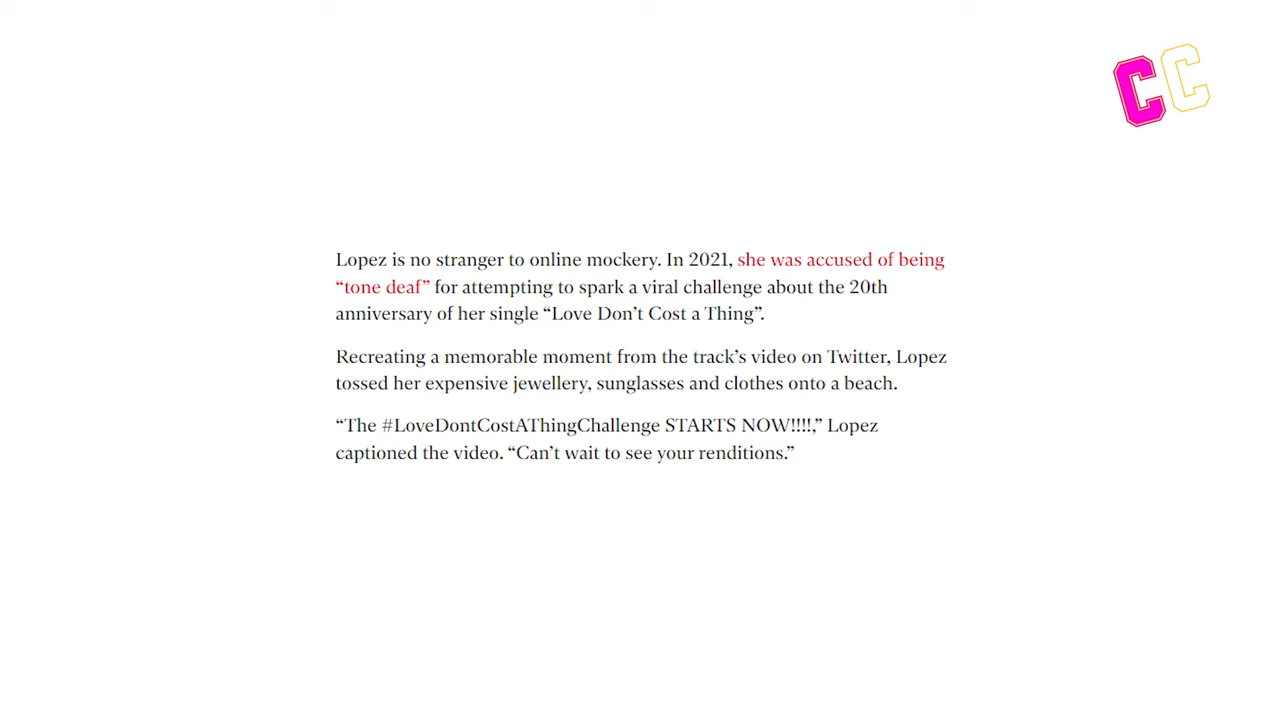 CC
Lopez is no stranger to online mockery. In 2021, she was accused of being
“tone deaf” for attempting to spark a viral challenge about the 20th
anniversary of her single “Love Don’t Cost a Thing”.
Recreating a memorable moment from the track’s video on Twitter, Lopez
tossed her expensive jewellery, sunglasses and clothes onto a beach.
“The #LoveDontCostAThingChallenge STARTS NOW!!!!,” Lopez
captioned the video. “Can’t wait to see your renditions.”